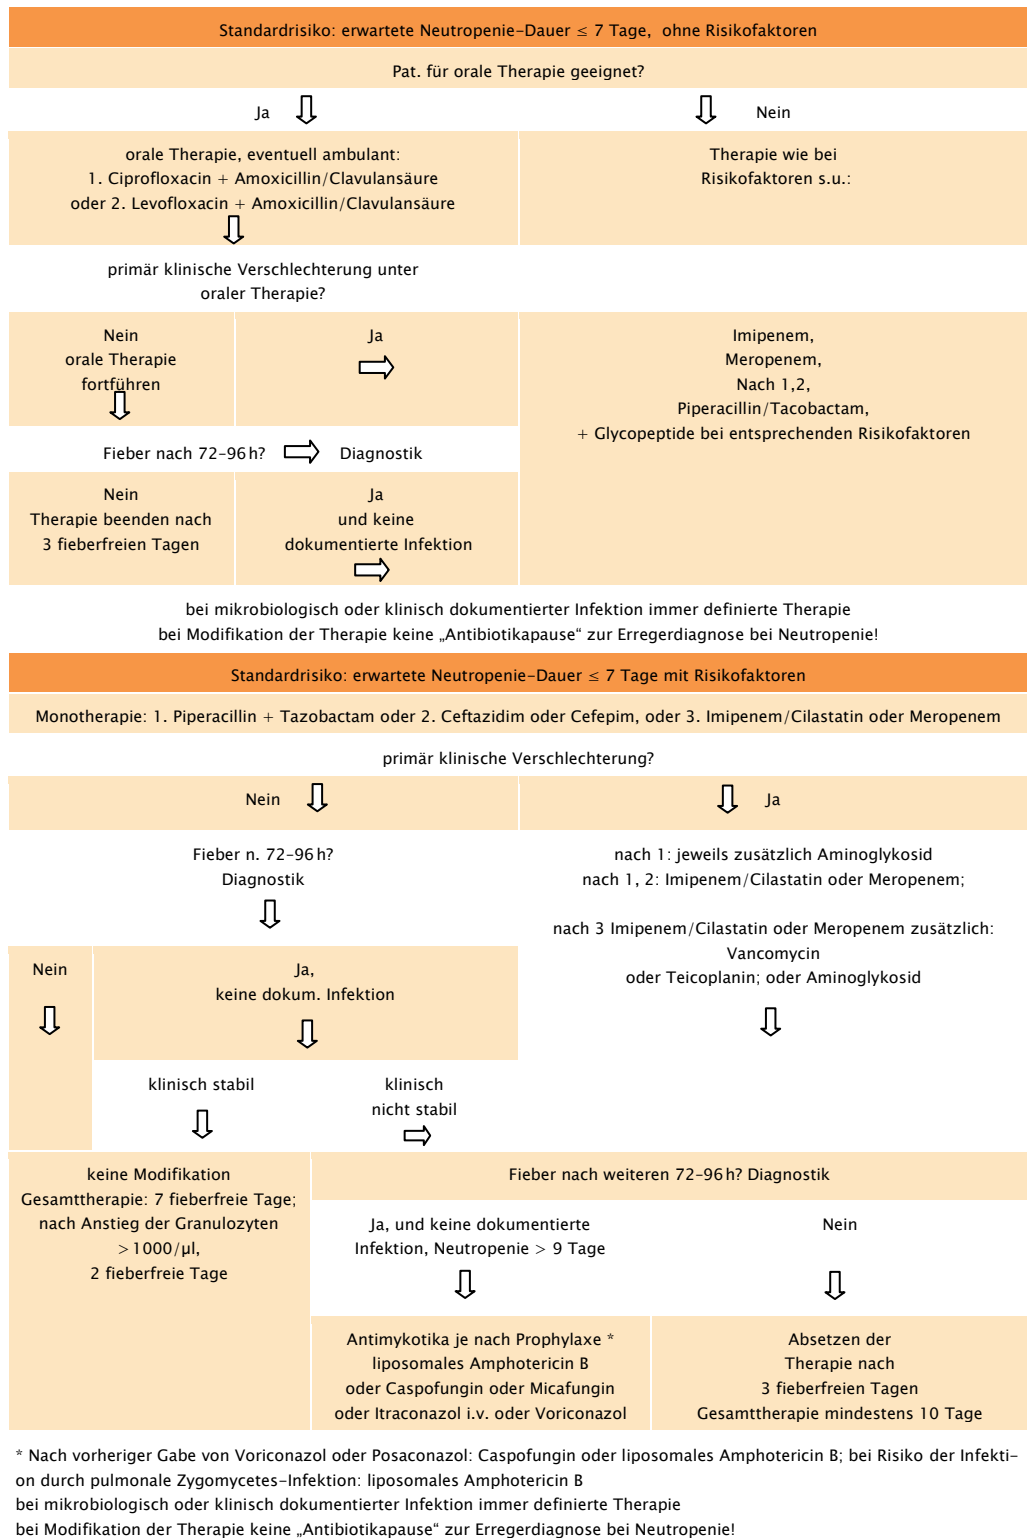 Standardrisiko: erwartete Neutropenie-Dauer ≤ 7 Tage, ohne Risikofaktoren
Pat. für orale Therapie geeignet?
Ja
Nein
orale Therapie, eventuell ambulant:
1. Ciprofloxacin + Amoxicillin/Clavulansäure
oder 2. Levofloxacin + Amoxicillin/Clavulansäure
Therapie wie bei
Risikofaktoren s.u.:
primär klinische Verschlechterung unter
oraler Therapie?
Nein
orale Therapie
fortführen
Ja
Imipenem,
Meropenem,
Nach 1,2,
Piperacillin/Tacobactam,
+ Glycopeptide bei entsprechenden Risikofaktoren
Fieber nach 72–96 h?
Diagnostik
Nein
Therapie beenden nach
3 fieberfreien Tagen
Ja
und keine
dokumentierte Infektion
bei mikrobiologisch oder klinisch dokumentierter Infektion immer definierte Therapie
bei Modifikation der Therapie keine „Antibiotikapause“ zur Erregerdiagnose bei Neutropenie!
Standardrisiko: erwartete Neutropenie-Dauer ≤ 7 Tage mit Risikofaktoren
Monotherapie: 1. Piperacillin + Tazobactam oder 2. Ceftazidim oder Cefepim, oder 3. Imipenem/Cilastatin oder Meropenem
primär klinische Verschlechterung?
Nein
Ja
Fieber n. 72–96 h?
Diagnostik
nach 1: jeweils zusätzlich Aminoglykosid
nach 1, 2: Imipenem/Cilastatin oder Meropenem;
nach 3 Imipenem/Cilastatin oder Meropenem zusätzlich:
Vancomycin
oder Teicoplanin; oder Aminoglykosid
Nein
Ja,
keine dokum. Infektion
klinisch stabil
klinisch
nicht stabil
keine Modifikation
Gesamttherapie: 7 fieberfreie Tage;
nach Anstieg der Granulozyten
>1000/µl,
2 fieberfreie Tage
Fieber nach weiteren 72–96 h? Diagnostik
Ja, und keine dokumentierte
Infektion, Neutropenie > 9 Tage
Nein
Antimykotika je nach Prophylaxe *
liposomales Amphotericin B
oder Caspofungin oder Micafungin
oder Itraconazol i.v. oder Voriconazol
Absetzen der
Therapie nach
3 fieberfreien Tagen
Gesamttherapie mindestens 10 Tage
* Nach vorheriger Gabe von Voriconazol oder Posaconazol: Caspofungin oder liposomales Amphotericin B; bei Risiko der Infekti-
on durch pulmonale Zygomycetes-Infektion: liposomales Amphotericin B
bei mikrobiologisch oder klinisch dokumentierter Infektion immer definierte Therapie
bei Modifikation der Therapie keine „Antibiotikapause“ zur Erregerdiagnose bei Neutropenie!